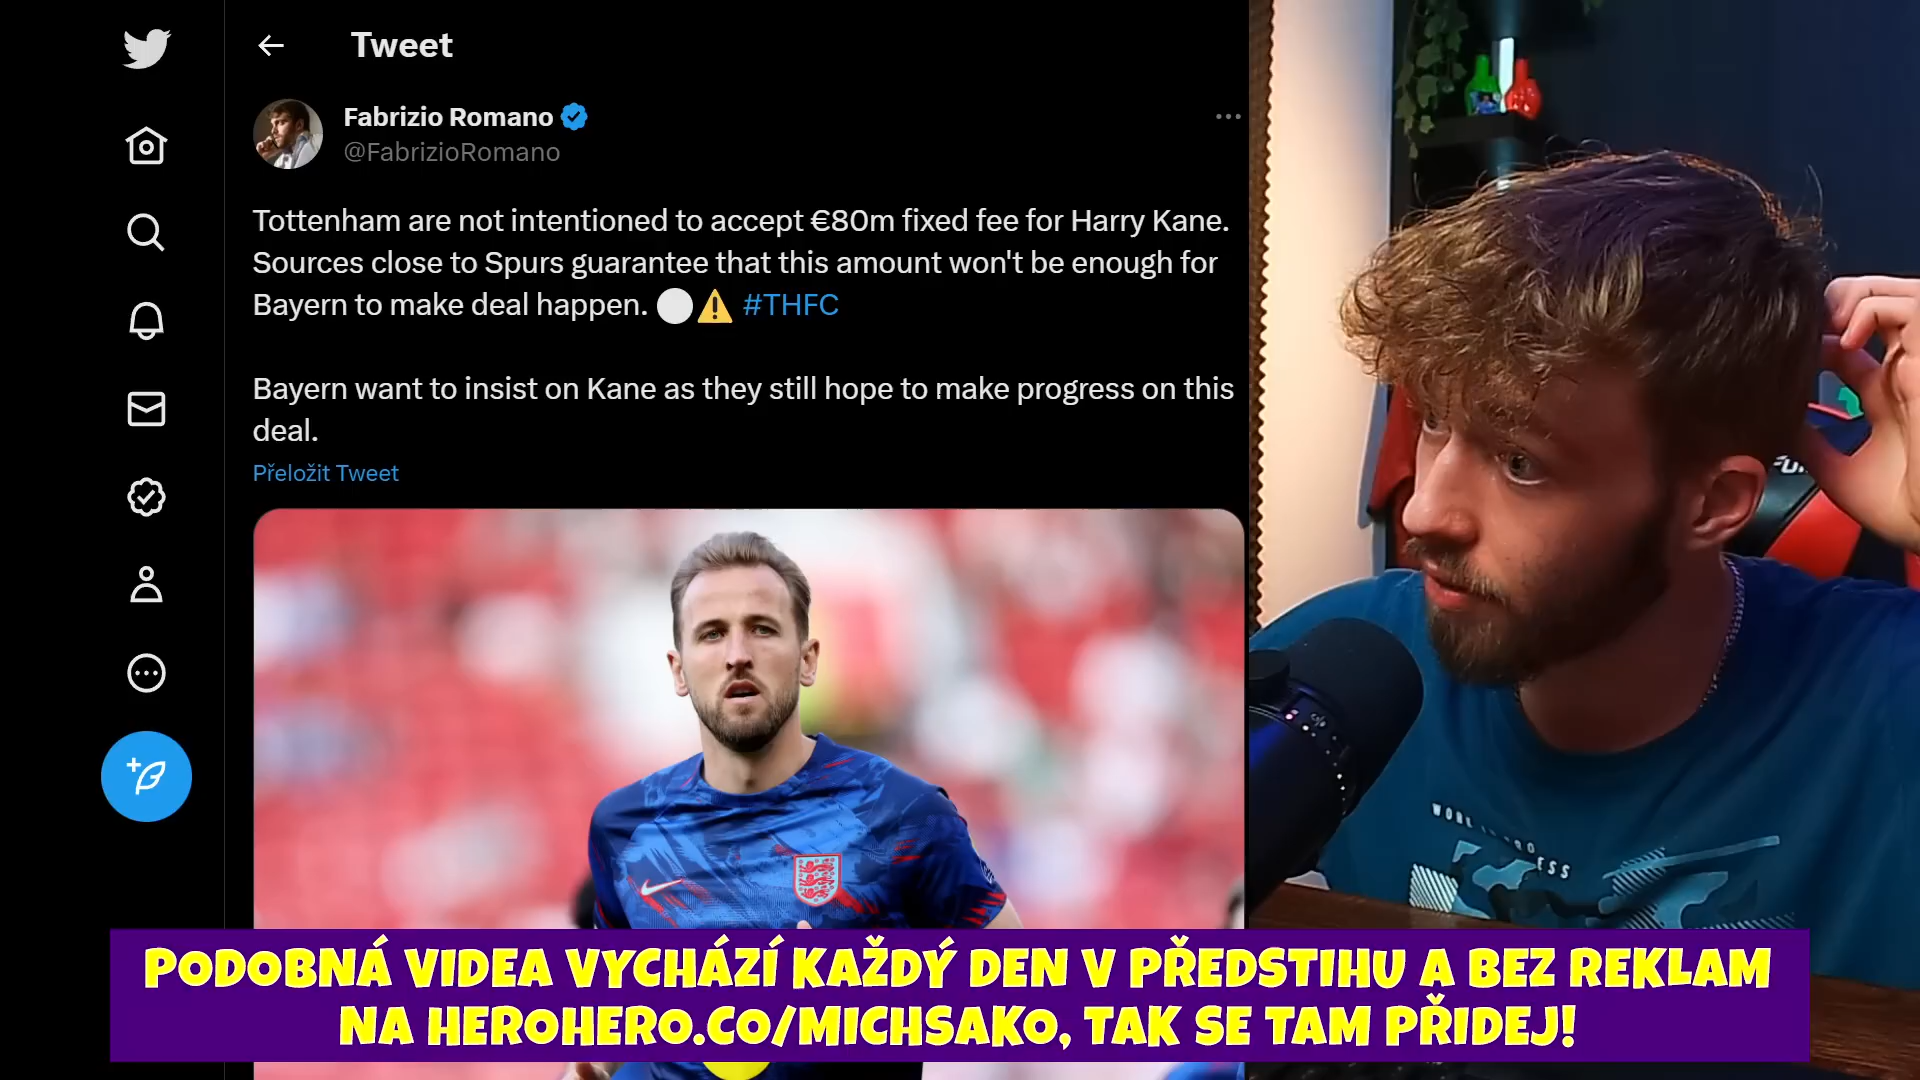 Tweet
Fabrizio Romano
@FabrizioRomano
Tottenham are not intentioned to accept €80m fixed fee for Harry Kane.
Sources close to Spurs guarantee that this amount won't be enough for
Bayern to make deal happen. ⚪⚠️ #THFC
Bayern want to insist on Kane as they still hope to make progress on this
deal.
Přeložit Tweet
PODOBNÁ VIDEA VYCHÁZÍ KAŽDÝ DEN V PŘEDSTIHU A BEZ REKLAM
NA HEROHERO.CO/MICHSAKO, TAK SE TAM PŘIDEJ!